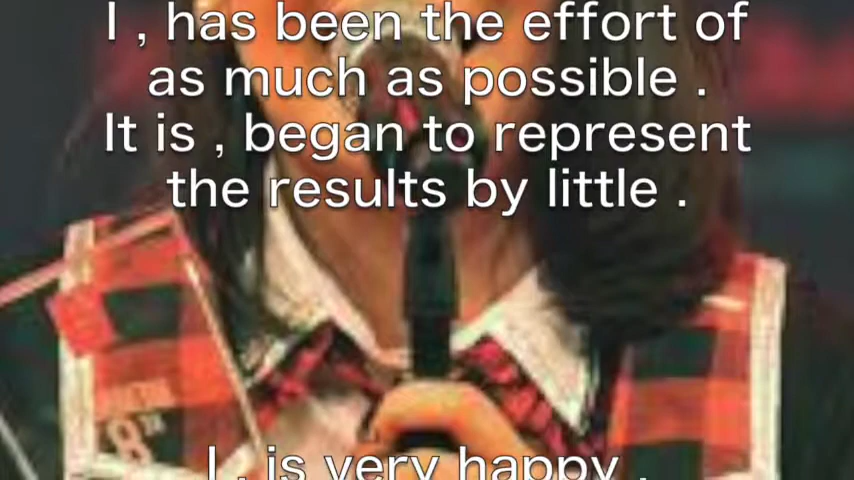 I , has been the effort of
as much as possible .
It is , began to represent
the results by little .
8TH
I , is very happy .